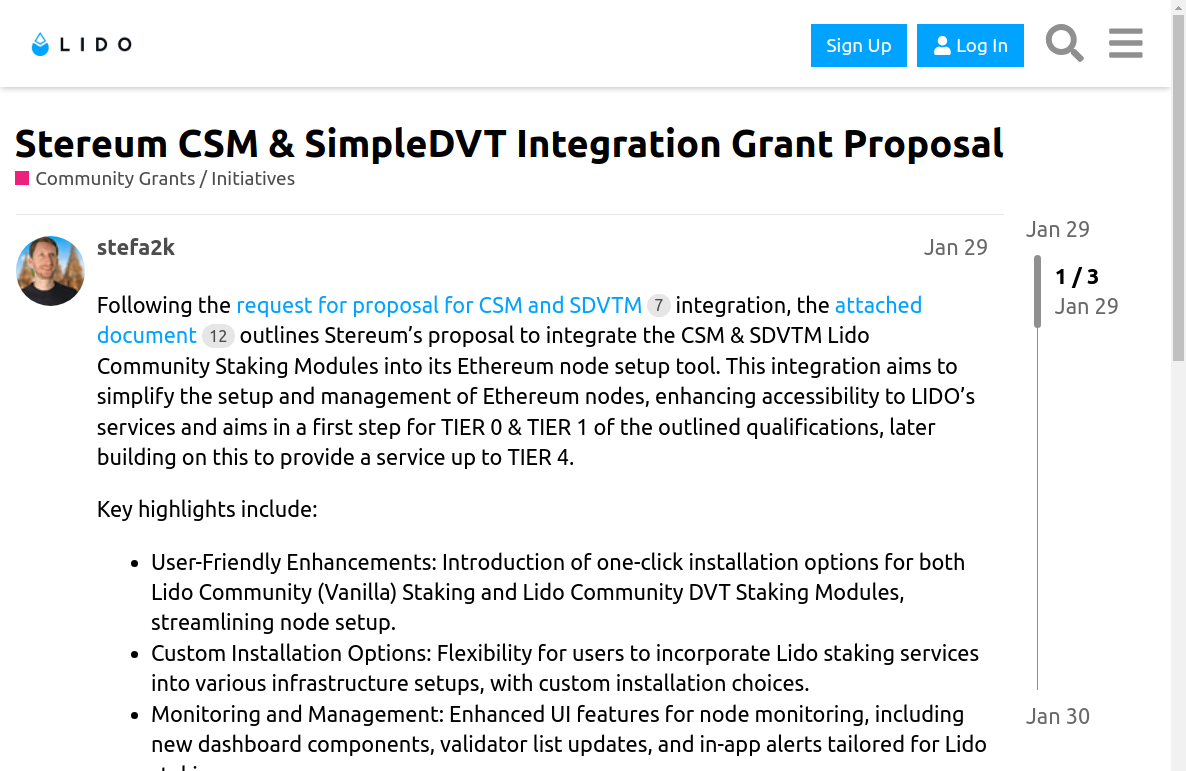 LIDO
Sign Up
Log In
Stereum CSM & SimpleDVT Integration Grant Proposal
Community Grants / Initiatives
stefa2k
Jan 29
Following the request for proposal for CSM and SDVTM 7 integration, the attached
document 12 outlines Stereum’s proposal to integrate the CSM & SDVTM Lido
Community Staking Modules into its Ethereum node setup tool. This integration aims to
simplify the setup and management of Ethereum nodes, enhancing accessibility to LIDO’s
services and aims in a first step for TIER 0 & TIER 1 of the outlined qualifications, later
building on this to provide a service up to TIER 4.
Key highlights include:
• User-Friendly Enhancements: Introduction of one-click installation options for both
Lido Community (Vanilla) Staking and Lido Community DVT Staking Modules,
streamlining node setup.
• Custom Installation Options: Flexibility for users to incorporate Lido staking services
into various infrastructure setups, with custom installation choices.
• Monitoring and Management: Enhanced UI features for node monitoring, including
new dashboard components, validator list updates, and in-app alerts tailored for Lido
Jan 29
1 / 3
Jan 29
Jan 30